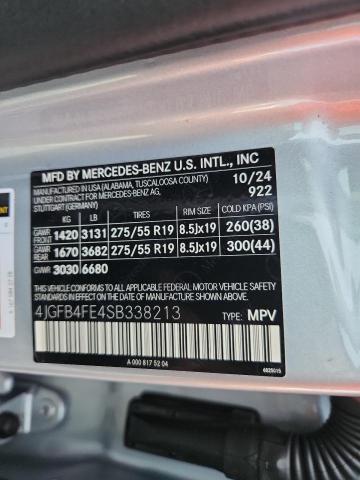 MFD BY MERCEDES-BENZ U.S. INTL., INC
MANUFACTURED IN USA (ALABAMA, TUSCALOOSA COUNTY) 10/24
UNDER CONTRACT FOR MERCEDES-BENZ AG, 922
STUTTGART (GERMANY)
KG LB TIRES RIM SIZE COLD KPA (PSI)
GAWR FRONT 1420 3131 275/55 R19 8.5Jx19 260(38)
GAWR REAR 1670 3682 275/55 R19 8.5Jx19 300(44)
GWR 3030 6680
THIS VEHICLE CONFORMS TO ALL APPLICABLE FEDERAL MOTOR VEHICLE
SAFETY STANDARDS IN EFFECT ON THE DATE OF MANUFACTURE SHOWN ABOVE.
4JGFB4FE4SB338213 TYPE: MPV
A 000 817 52 04